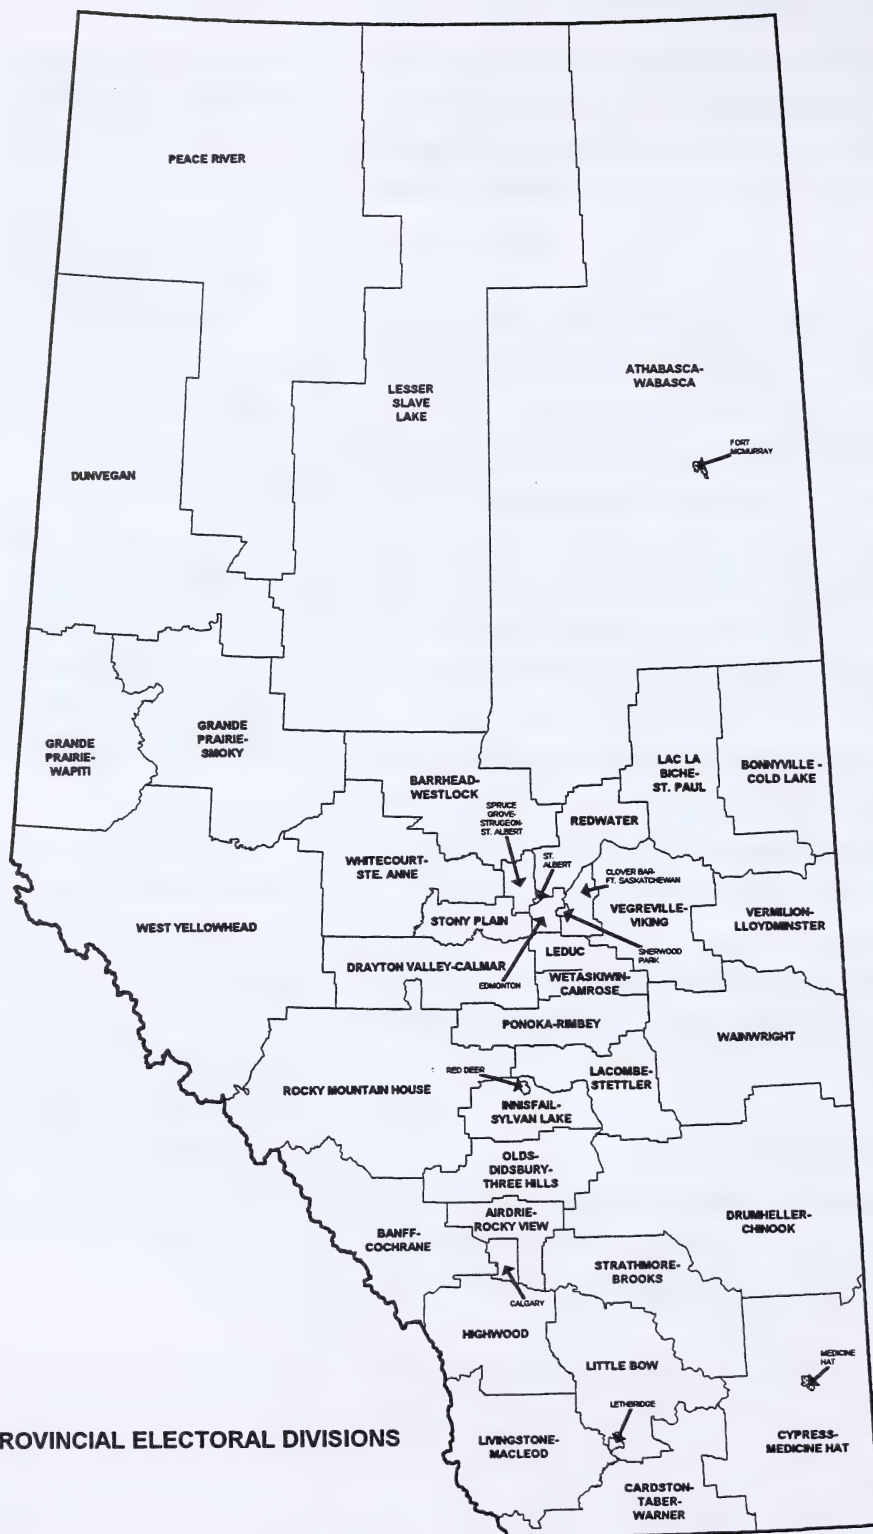 PEACE RIVER
ATHABASCA-
WABASCA
LESSER
SLAVE
LAKE
FORT
MCMURRAY
DUNVEGAN
GRANDE
PRAIRIE-
SMOKY
GRANDE
PRAIRIE-
WAPITI
LAC LA
BICHE-
ST. PAUL
BONNYVILLE -
COLD LAKE
BARRHEAD-
WESTLOCK
SPRUCE
GROVE-
STRUGEON-
ST. ALBERT
REDWATER
WHITECOURT-
STE. ANNE
ST.
ALBERT
CLOVER BAR-
FT. SASKATCHEWAN
VEGREVILLE-
VIKING
VERMILION-
LLOYDMINSTER
WEST YELLOWHEAD
STONY PLAIN
LEDUC
SHERWOOD
PARK
DRAYTON VALLEY-CALMAR
EDMONTON
WETASKIWIN-
CAMROSE
PONOKA-RIMBEY
WAINWRIGHT
RED DEER
LACOMBE-
STETTLER
ROCKY MOUNTAIN HOUSE
INNISFAIL-
SYLVAN LAKE
OLDS-
DIDSBURY-
THREE HILLS
AIRDRIE-
ROCKY VIEW
DRUMHELLER-
CHINOOK
BANFF-
COCHRANE
STRATHMORE-
BROOKS
CALGARY
HIGHWOOD
LITTLE BOW
MEDICINE
HAT
LETHBRIDGE
ROVINCIAL ELECTORAL DIVISIONS
LIVINGSTONE-
MACLEOD
CYPRESS-
MEDICINE HAT
CARDSTON-
TABER-
WARNER